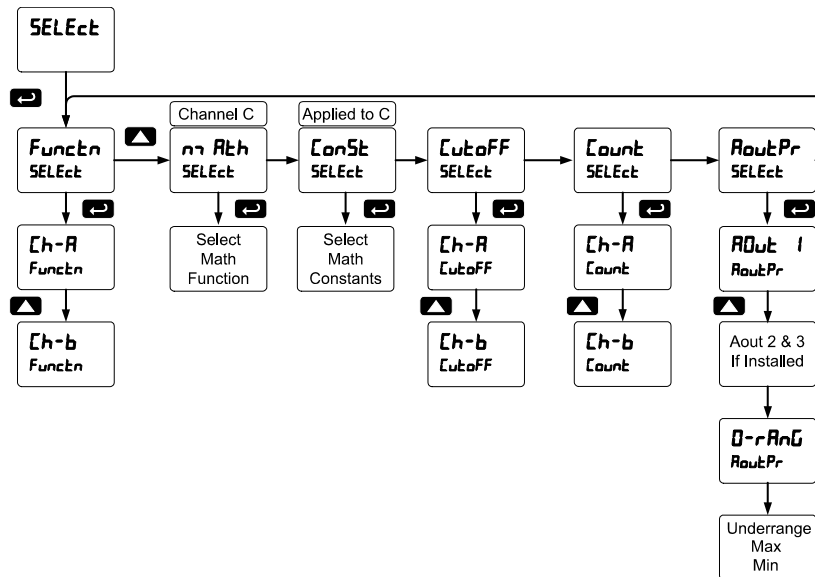 SELEct
Channel C
Applied to C
Functn
SELEct
mAth
SELEct
ConSt
SELEct
CutoFF
SELEct
Count
SELEct
AoutPr
SELEct
Ch-A
Functn
Select
Math
Function
Select
Math
Constants
Ch-A
CutoFF
Ch-A
Count
AOut 1
AoutPr
Ch-b
Functn
Ch-b
CutoFF
Ch-b
Count
Aout 2 & 3
If Installed
O-rAnG
AoutPr
Underrange
Max
Min